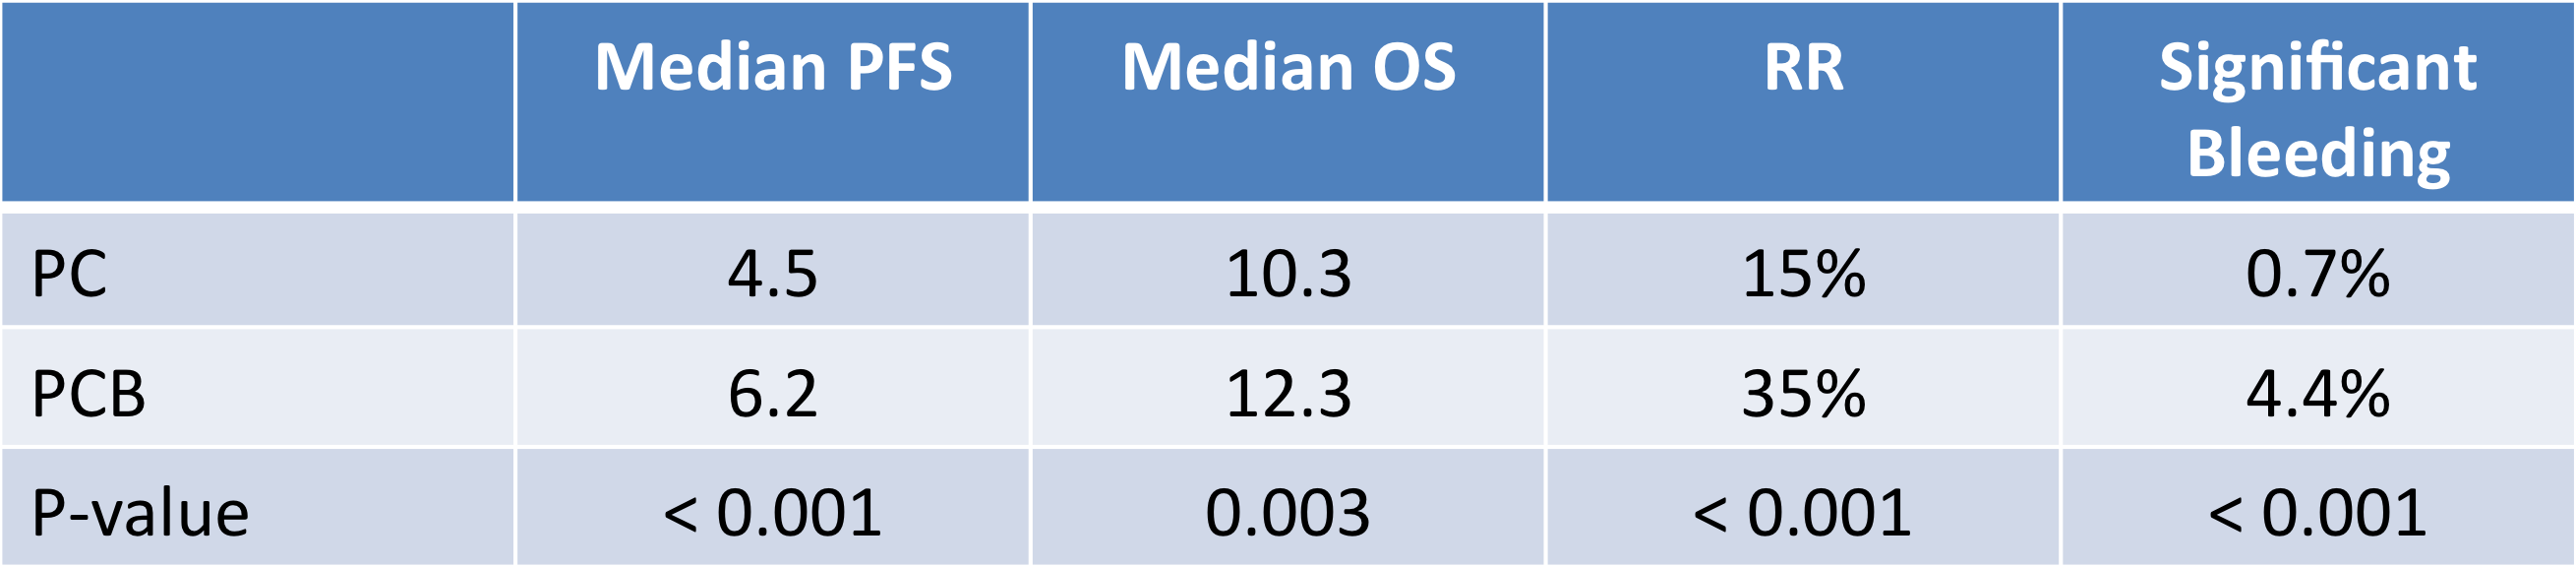 Median PFS Median OS RR Significant
Bleeding
PC 4.5 10.3 15% 0.7%
PCB 6.2 12.3 35% 4.4%
P-value < 0.001 0.003 < 0.001 < 0.001